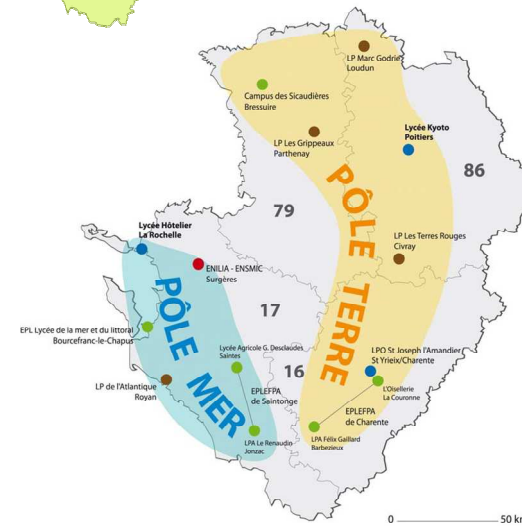 LP Marc Godrie
Loudun
Campus des Sicaudières
Bressuire
Lycée Kyoto
Poitiers
LP Les Grippeaux
Parthenay
86
79
PÔLE TERRE
Lycée Hôtelier
La Rochelle
LP Les Terres Rouges
Civray
ENILIA - ENSMIC
Surgères
PÔLE MER
17
EPL Lycée de la mer et du littoral
Bourcefranc-le-Chapus
Lycée Agricole G. Desclaudes
Saintes
LPO St Joseph l'Amandier
St Yrieix/Charente
16
LP de l'Atlantique
Royan
EPLEFPA
de Saintonge
L'Oisellerie
La Couronne
EPLEFPA
de Charente
LPA Le Renaudin
Jonzac
LPA Félix Gaillard
Barbezieux
0 50 km